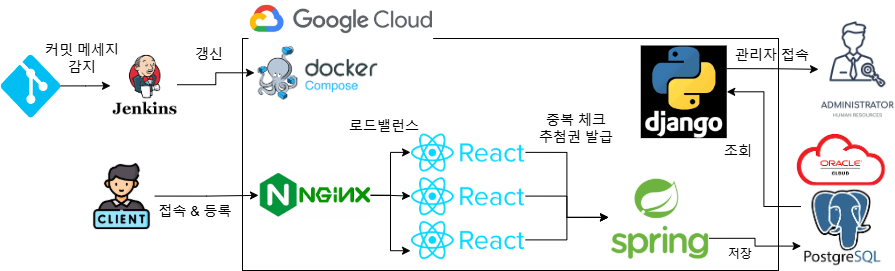 Google Cloud
커밋 메세지
감지
Jenkins
갱신
docker
Compose
django
관리자 접속
ADMINISTRATOR
HUMAN RESOURCES
로드밸런스
중복 체크
추첨권 발급
조회
ORACLE
CLOUD
CLIENT
접속 & 등록
N
NGiNX
React
React
React
spring
저장
PostgreSQL